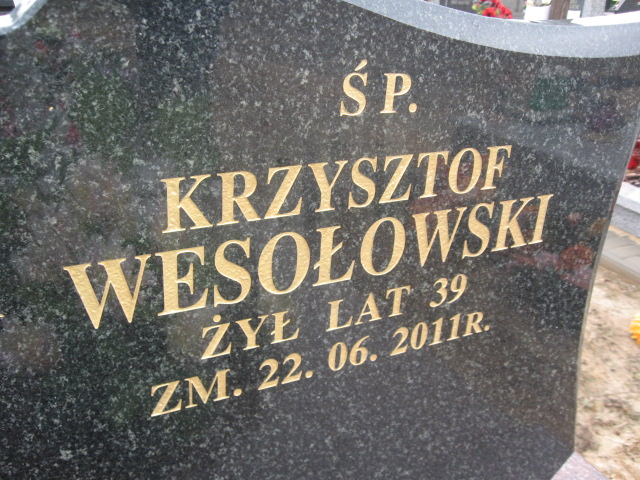 Ś P.
KRZYSZTOF
WESOŁOWSKI
ŻYŁ LAT 39
ZM. 22. 06. 2011R.